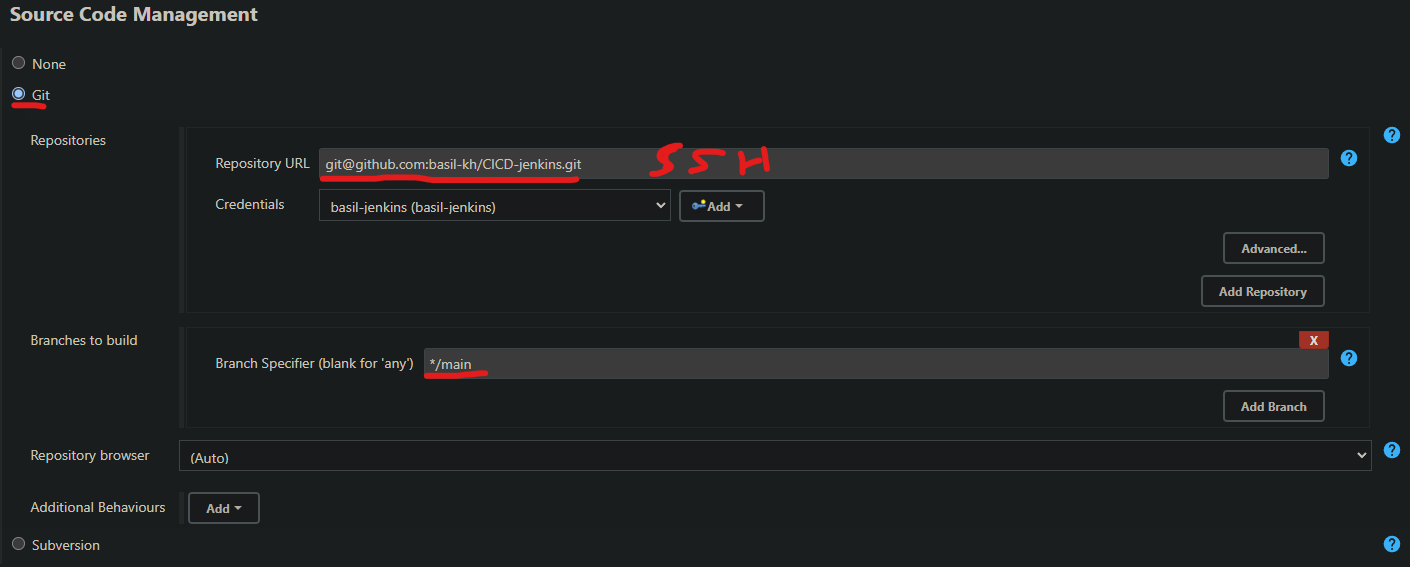 Source Code Management
None
Git
Repositories
?
Repository URL git@github.com:basil-kh/CICD-jenkins.git SSH ?
Credentials basil-jenkins (basil-jenkins) Add
Advanced...
Add Repository
Branches to build
X
Branch Specifier (blank for 'any') */main ?
Add Branch
Repository browser (Auto) ?
Additional Behaviours Add
Subversion ?